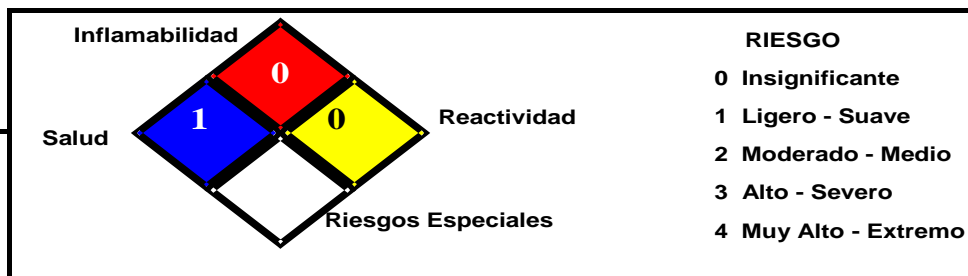 Inflamabilidad
0
1
0
Salud
Reactividad
Riesgos Especiales
RIESGO
0 Insignificante
1 Ligero - Suave
2 Moderado - Medio
3 Alto - Severo
4 Muy Alto - Extremo